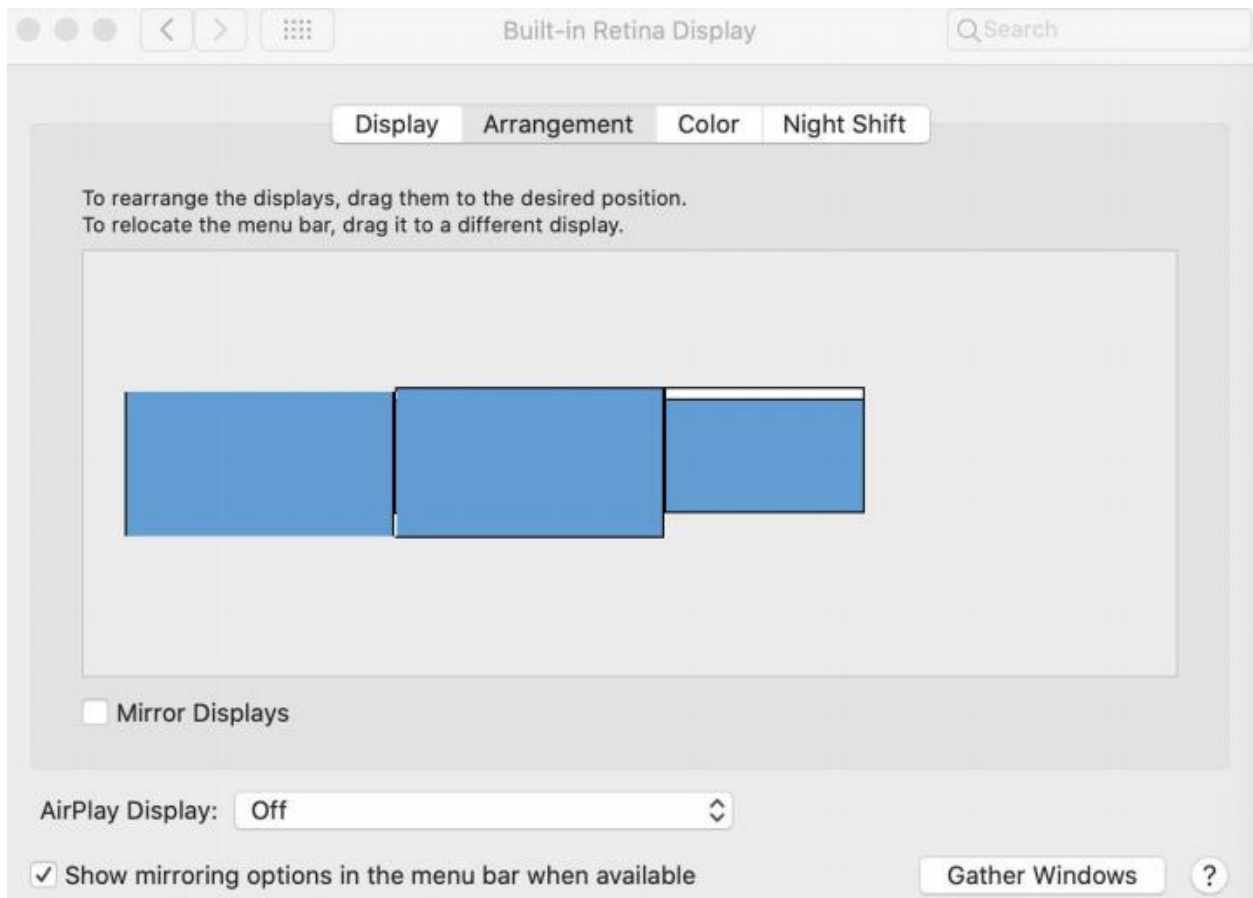 Built-in Retina Display
Search
Display Arrangement Color Night Shift
To rearrange the displays, drag them to the desired position.
To relocate the menu bar, drag it to a different display.
Mirror Displays
AirPlay Display: Off
Show mirroring options in the menu bar when available Gather Windows ?